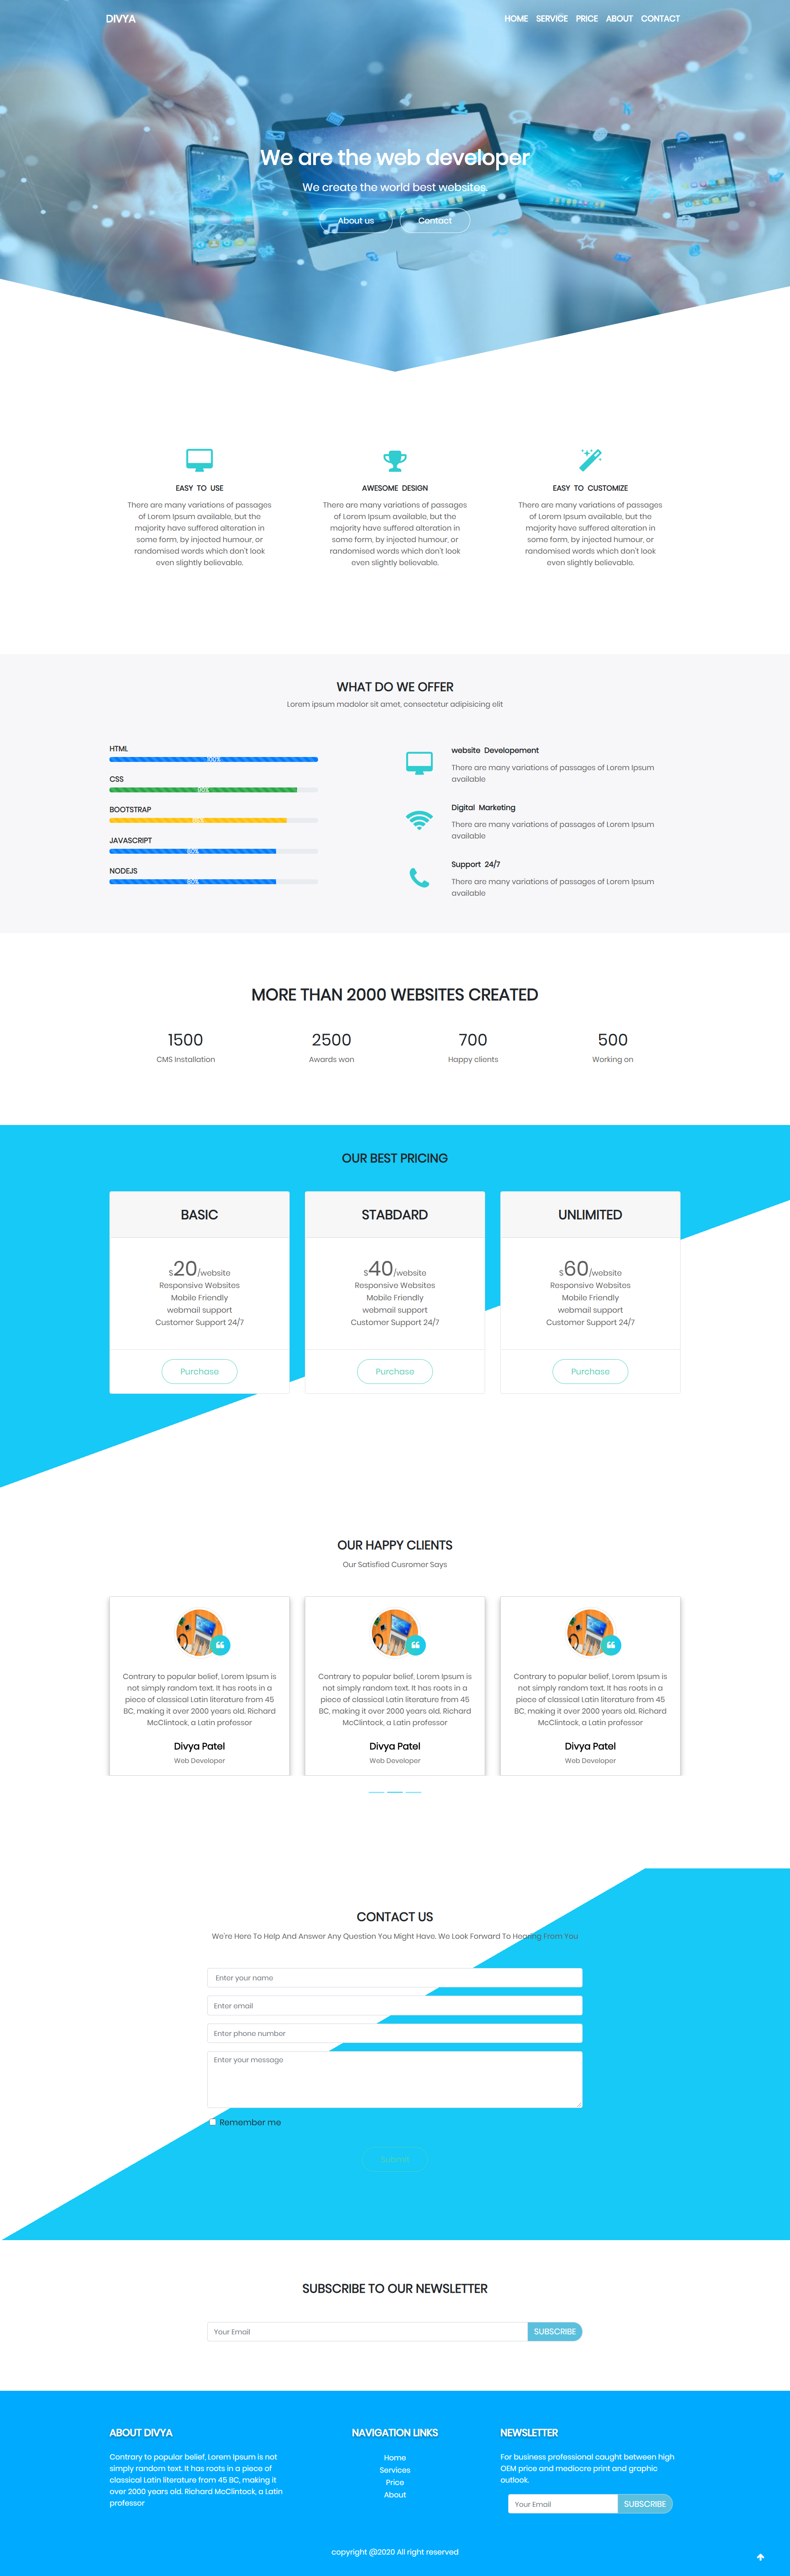 DIVYA
HOME SERVICE PRICE ABOUT CONTACT
We are the web developer
We create the world best websites.
About us Contact
EASY TO USE
There are many variations of passages
of Lorem Ipsum available, but the
majority have suffered alteration in
some form, by injected humour, or
randomised words which don't look
even slightly believable.
AWESOME DESIGN
There are many variations of passages
of Lorem Ipsum available, but the
majority have suffered alteration in
some form, by injected humour, or
randomised words which don't look
even slightly believable.
EASY TO CUSTOMIZE
There are many variations of passages
of Lorem Ipsum available, but the
majority have suffered alteration in
some form, by injected humour, or
randomised words which don't look
even slightly believable.
WHAT DO WE OFFER
Lorem ipsum madolor sit amet, consectetur adipisicing elit
HTML
100%
CSS
BOOTSTRAP
JAVASCRIPT
80%
NODEJS
80%
website Developement
There are many variations of passages of Lorem Ipsum
available
Digital Marketing
There are many variations of passages of Lorem Ipsum
available
Support 24/7
There are many variations of passages of Lorem Ipsum
available
MORE THAN 2000 WEBSITES CREATED
1500
CMS Installation
2500
Awards won
700
Happy clients
500
Working on
OUR BEST PRICING
BASIC
$20/website
Responsive Websites
Mobile Friendly
webmail support
Customer Support 24/7
Purchase
STABDARD
$40/website
Responsive Websites
Mobile Friendly
webmail support
Customer Support 24/7
Purchase
UNLIMITED
$60/website
Responsive Websites
Mobile Friendly
webmail support
Customer Support 24/7
Purchase
OUR HAPPY CLIENTS
Our Satisfied Cusromer Says
Contrary to popular belief, Lorem Ipsum is
not simply random text. It has roots in a
piece of classical Latin literature from 45
BC, making it over 2000 years old. Richard
McClintock, a Latin professor
Divya Patel
Web Developer
Contrary to popular belief, Lorem Ipsum is
not simply random text. It has roots in a
piece of classical Latin literature from 45
BC, making it over 2000 years old. Richard
McClintock, a Latin professor
Divya Patel
Web Developer
Contrary to popular belief, Lorem Ipsum is
not simply random text. It has roots in a
piece of classical Latin literature from 45
BC, making it over 2000 years old. Richard
McClintock, a Latin professor
Divya Patel
Web Developer
CONTACT US
We're Here To Help And Answer Any Question You Might Have. We Look Forward To Hearing From You
Enter your name
Enter email
Enter phone number
Enter your message
Remember me
Submit
SUBSCRIBE TO OUR NEWSLETTER
Your Email SUBSCRIBE
ABOUT DIVYA
Contrary to popular belief, Lorem Ipsum is not
simply random text. It has roots in a piece of
classical Latin literature from 45 BC, making it
over 2000 years old. Richard McClintock, a Latin
professor
NAVIGATION LINKS
Home
Services
Price
About
NEWSLETTER
For business professional caught between high
OEM price and mediocre print and graphic
outlook.
Your Email SUBSCRIBE
copyright @2020 All right reserved